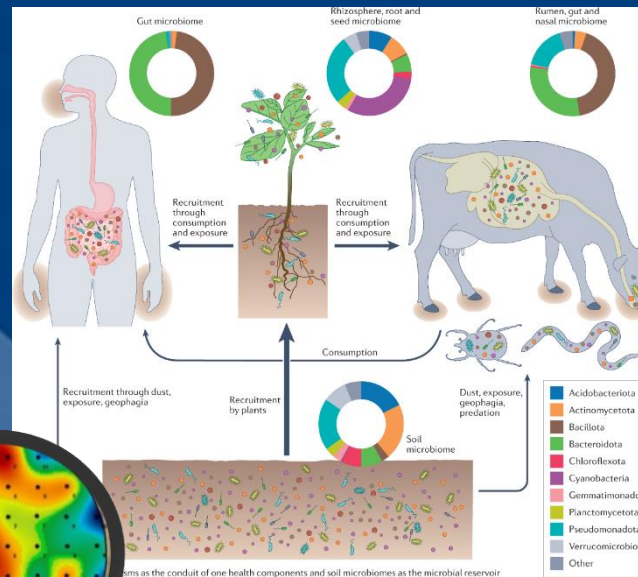 Gut microbiome
Rhizosphere, root and
seed microbiome
Rumen, gut and
nasal microbiome
Recruitment
through
consumption
and exposure
Recruitment
through
consumption
and exposure
Consumption
Recruitment through dust,
exposure, geophagia
Recruitment
by plants
Dust, exposure,
geophagia,
predation
Soil
microbiome
Acidobacteriota
Actinomycetota
Bacillota
Bacteroidota
Chloroflexota
Cyanobacteria
Gemmatimonado
Planctomycetota
Pseudomonadota
Verrucomicrobio
Other
sms as the conduit of one health components and soil microbiomes as the microbial reservoir